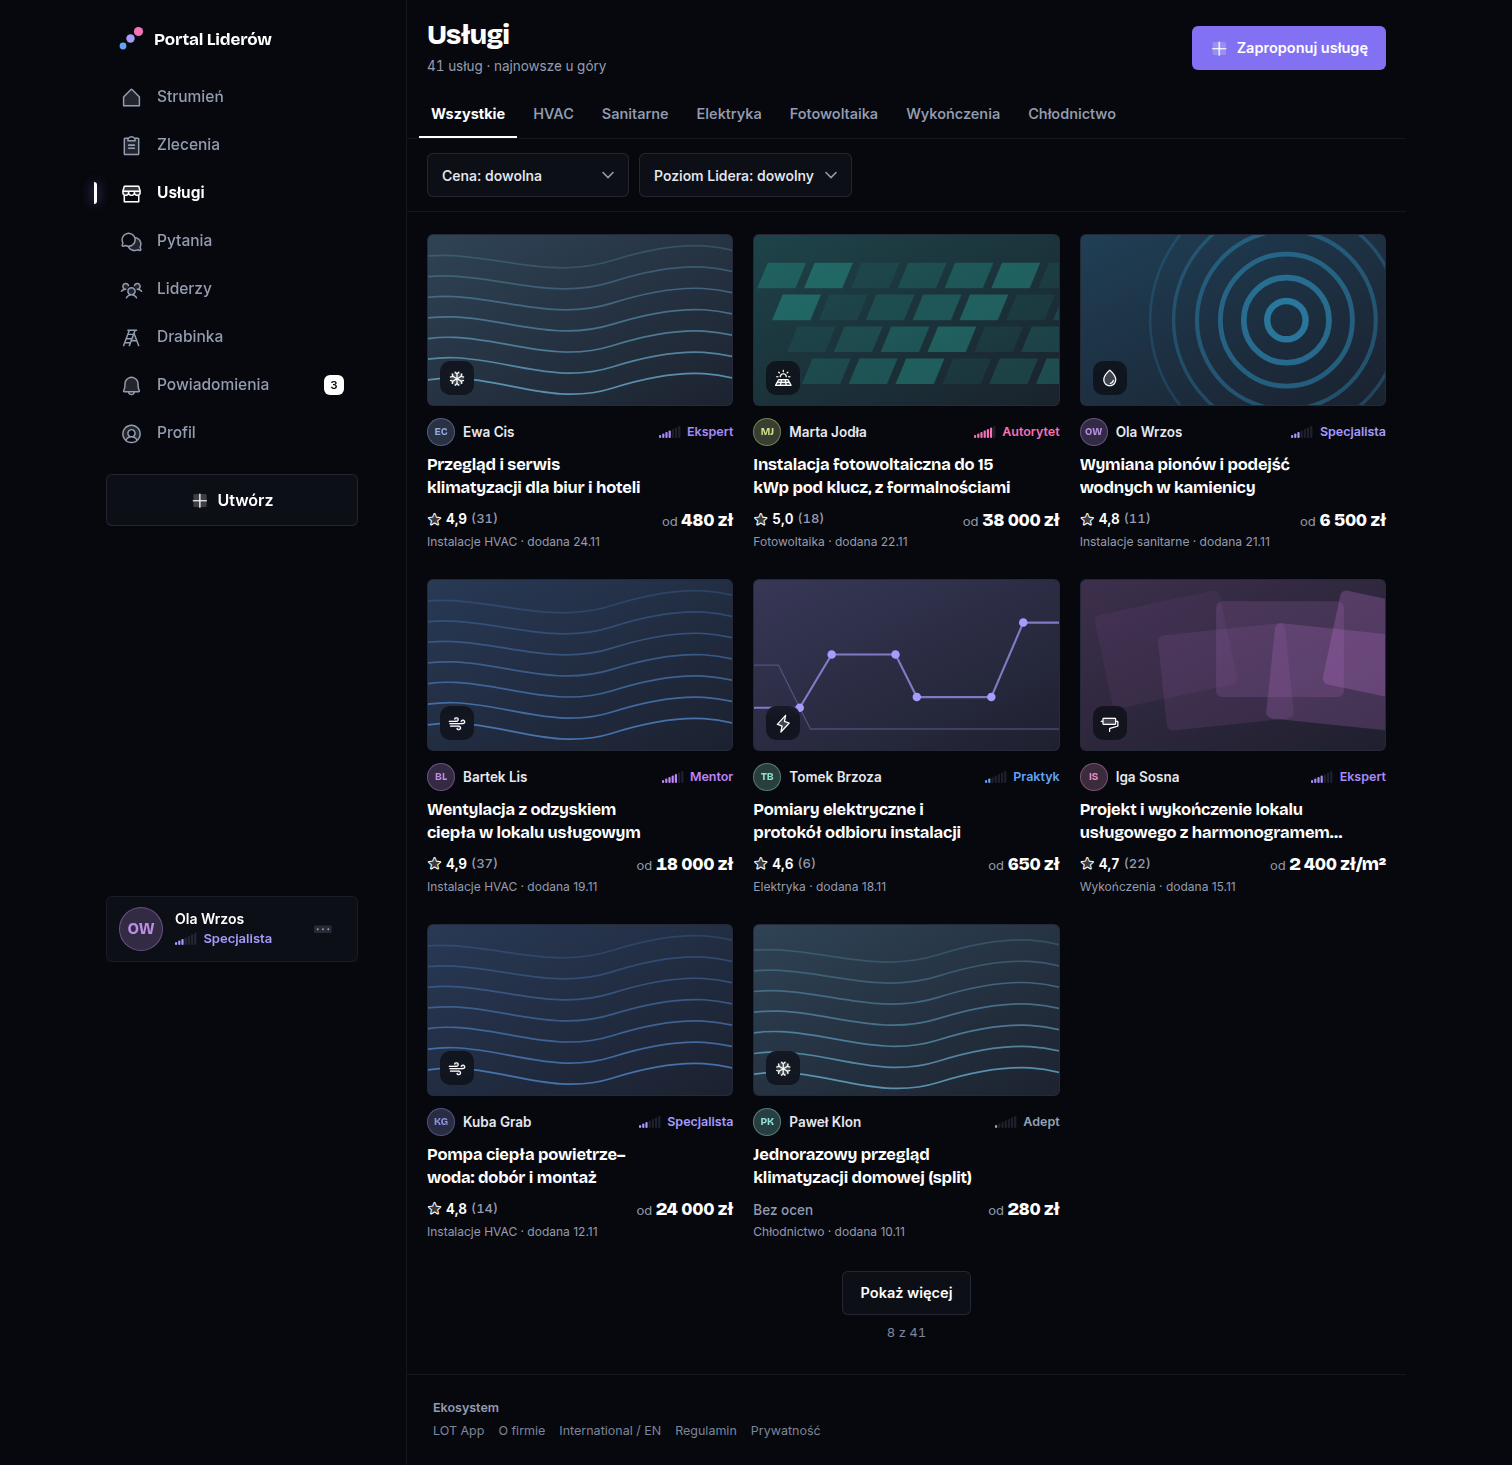 Portal Liderów
Strumień
Zlecenia
Usługi
Pytania
Liderzy
Drabinka
Powiadomienia 3
Profil
Utwórz
OW
Ola Wrzos
Specjalista
Usługi
41 usług · najnowsze u góry
Zaproponuj usługę
Wszystkie HVAC Sanitarne Elektryka Fotowoltaika Wykończenia Chłodnictwo
Cena: dowolna
Poziom Lidera: dowolny
EC Ewa Cis Ekspert
Przegląd i serwis
klimatyzacji dla biur i hoteli
4,9 (31) od 480 zł
Instalacje HVAC · dodana 24.11
MJ Marta Jodła Autorytet
Instalacja fotowoltaiczna do 15
kWp pod klucz, z formalnościami
5,0 (18) od 38 000 zł
Fotowoltaika · dodana 22.11
OW Ola Wrzos Specjalista
Wymiana pionów i podejść
wodnych w kamienicy
4,8 (11) od 6 500 zł
Instalacje sanitarne · dodana 21.11
BL Bartek Lis Mentor
Wentylacja z odzyskiem
ciepła w lokalu usługowym
4,9 (37) od 18 000 zł
Instalacje HVAC · dodana 19.11
TB Tomek Brzoza Praktyk
Pomiary elektryczne i
protokół odbioru instalacji
4,6 (6) od 650 zł
Elektryka · dodana 18.11
IS Iga Sosna Ekspert
Projekt i wykończenie lokalu
usługowego z harmonogramem...
4,7 (22) od 2 400 zł/m²
Wykończenia · dodana 15.11
KG Kuba Grab Specjalista
Pompa ciepła powietrze–
woda: dobór i montaż
4,8 (14) od 24 000 zł
Instalacje HVAC · dodana 12.11
PK Paweł Klon Adept
Jednorazowy przegląd
klimatyzacji domowej (split)
Bez ocen od 280 zł
Chłodnictwo · dodana 10.11
Pokaż więcej
8 z 41
Ekosystem
LOT App O firmie International / EN Regulamin Prywatność